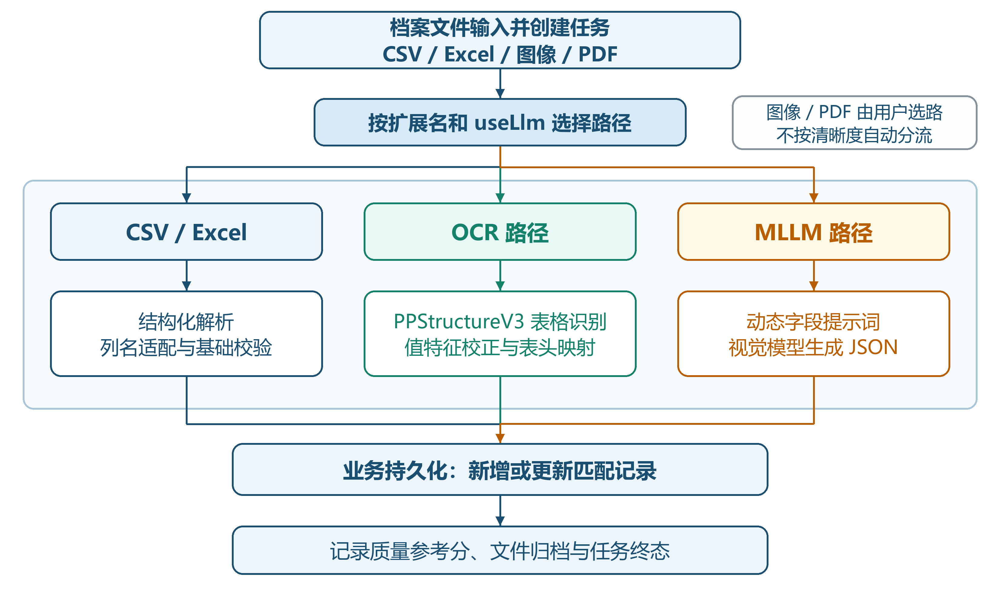 档案文件输入并创建任务
CSV / Excel / 图像 / PDF
按扩展名和 useLlm 选择路径
图像 / PDF 由用户选路
不按清晰度自动分流
CSV / Excel
OCR 路径
MLLM 路径
结构化解析
列名适配与基础校验
PPStructureV3 表格识别
值特征校正与表头映射
动态字段提示词
视觉模型生成 JSON
业务持久化：新增或更新匹配记录
记录质量参考分、文件归档与任务终态